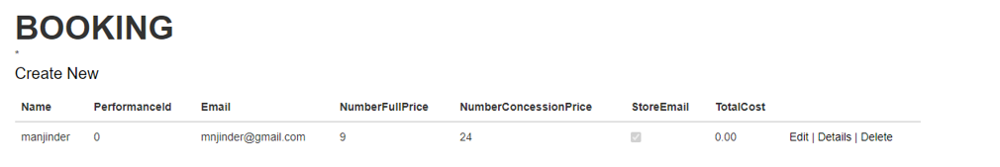 BOOKING
*
Create New
Name PerformanceId Email NumberFullPrice NumberConcessionPrice StoreEmail TotalCost
manjinder 0 mnjinder@gmail.com 9 24 0.00 Edit | Details | Delete